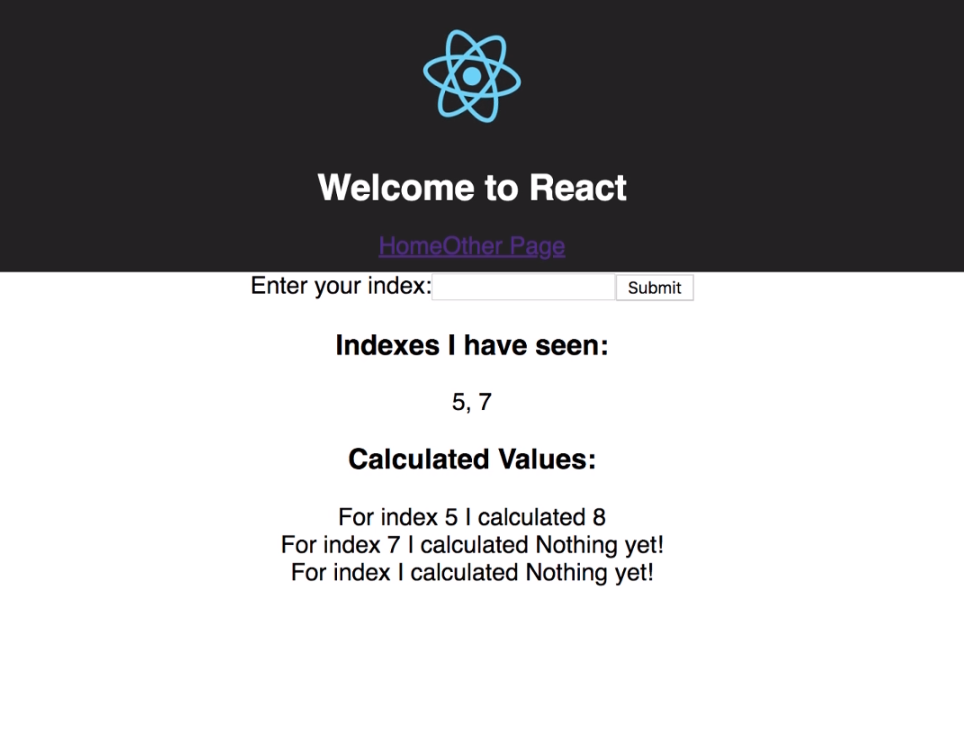 Welcome to React
HomeOther Page
Enter your index: Submit
Indexes I have seen:
5, 7
Calculated Values:
For index 5 I calculated 8
For index 7 I calculated Nothing yet!
For index I calculated Nothing yet!